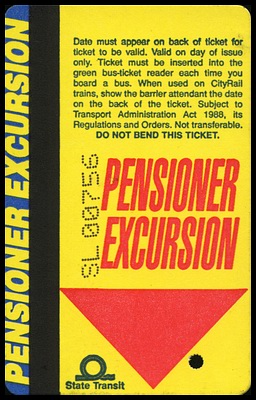 PENSIONER EXCURSION
Date must appear on back of ticket for
ticket to be valid. Valid on day of issue
only. Ticket must be inserted into the
green bus-ticket reader each time you
board a bus. When used on CityRail
trains, show the barrier attendant the date
on the back of the ticket. Subject to
Transport Administration Act 1988, its
Regulations and Orders. Not transferable.
DO NOT BEND THIS TICKET.
SL 00756
PENSIONER
EXCURSION
State Transit